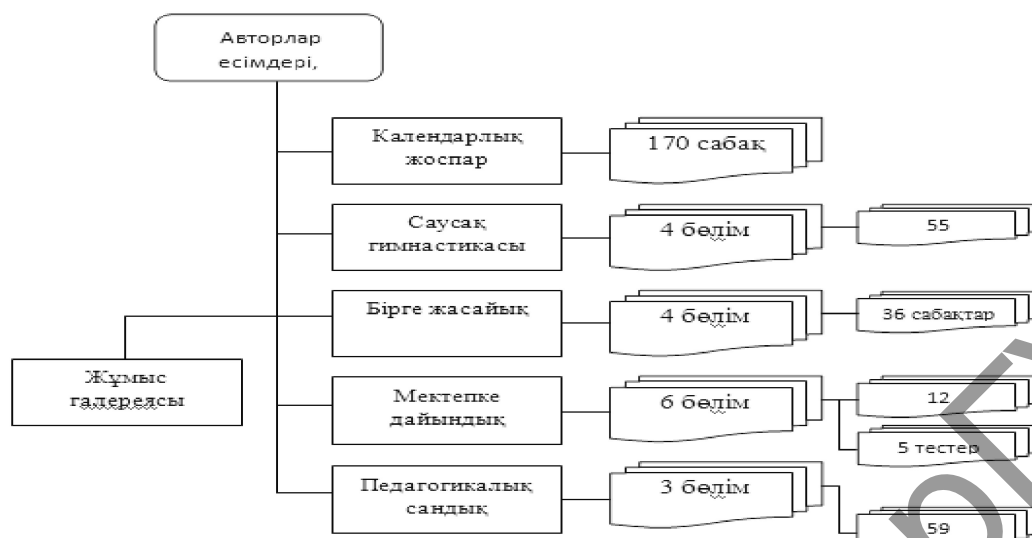 Авторлар
есімдері,
Календарлық
жоспар
170 сабақ
Саусақ
гимнастикасы
4 бөлім
55
Бірге жасайық
4 бөлім
36 сабақтар
Жұмыс
галереясы
Мектепке
дайындық
6 бөлім
12
5 тестер
Педагогикалық
сандық
3 бөлім
59